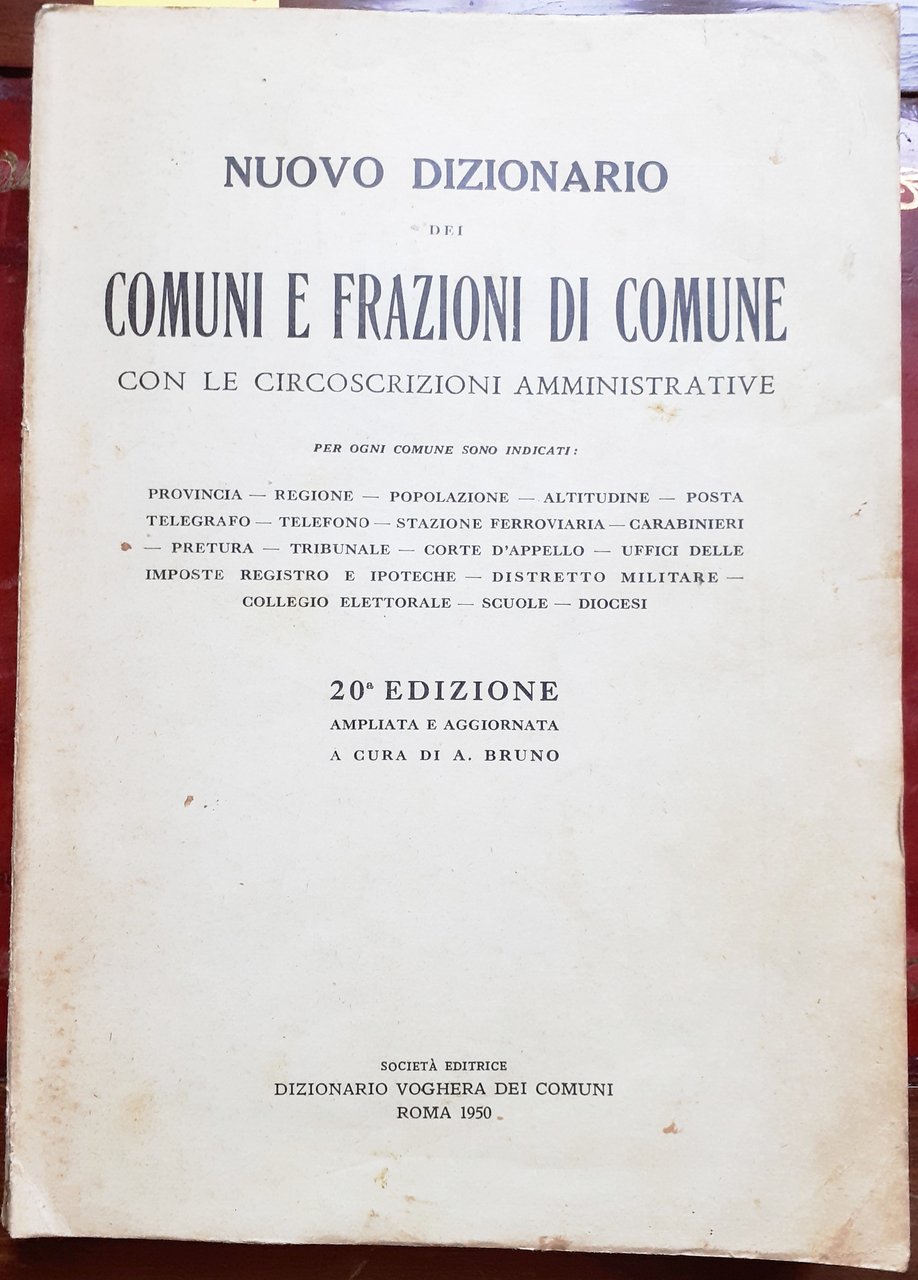 NUOVO DIZIONARIO
DEI
COMUNI E FRAZIONI DI COMUNE
CON LE CIRCOSCRIZIONI AMMINISTRATIVE
PER OGNI COMUNE SONO INDICATI:
PROVINCIA — REGIONE — POPOLAZIONE — ALTITUDINE — POSTA
TELEGRAFO — TELEFONO — STAZIONE FERROVIARIA — CARABINIERI
— PRETURA — TRIBUNALE — CORTE D'APPELLO — UFFICI DELLE
IMPOSTE REGISTRO E IPOTECHE — DISTRETTO MILITARE —
COLLEGIO ELETTORALE — SCUOLE — DIOCESI
20ª EDIZIONE
AMPLIATA E AGGIORNATA
A CURA DI A. BRUNO
SOCIETÀ EDITRICE
DIZIONARIO VOGHERA DEI COMUNI
ROMA 1950